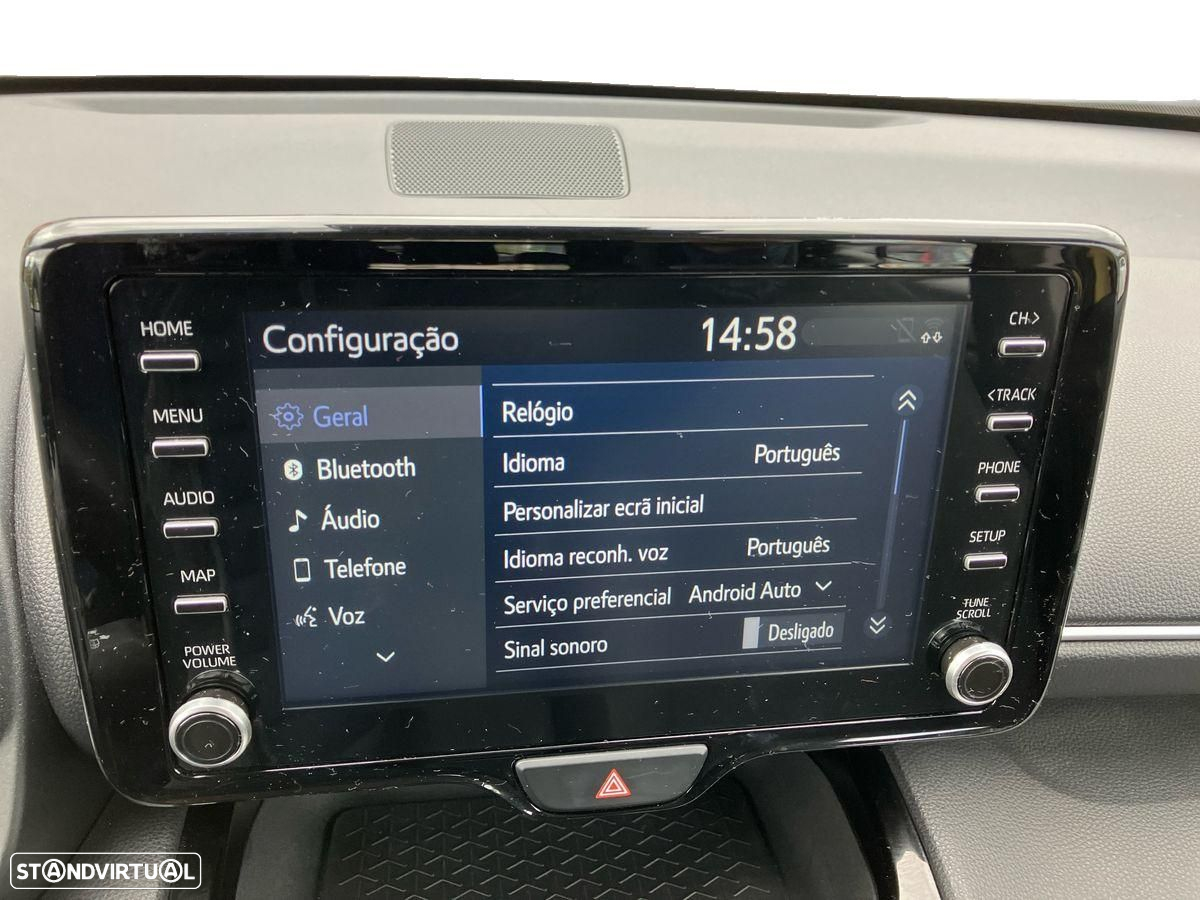 HOME
MENU
AUDIO
MAP
POWER
VOLUME
Configuração
14:58
Geral
Bluetooth
Áudio
Telefone
Voz
Relógio
Idioma Português
Personalizar ecrã inicial
Idioma reconh. voz Português
Serviço preferencial Android Auto
Sinal sonoro Desligado
CH>
<TRACK
PHONE
SETUP
TUNE
SCROLL
STANDVIRTUAL